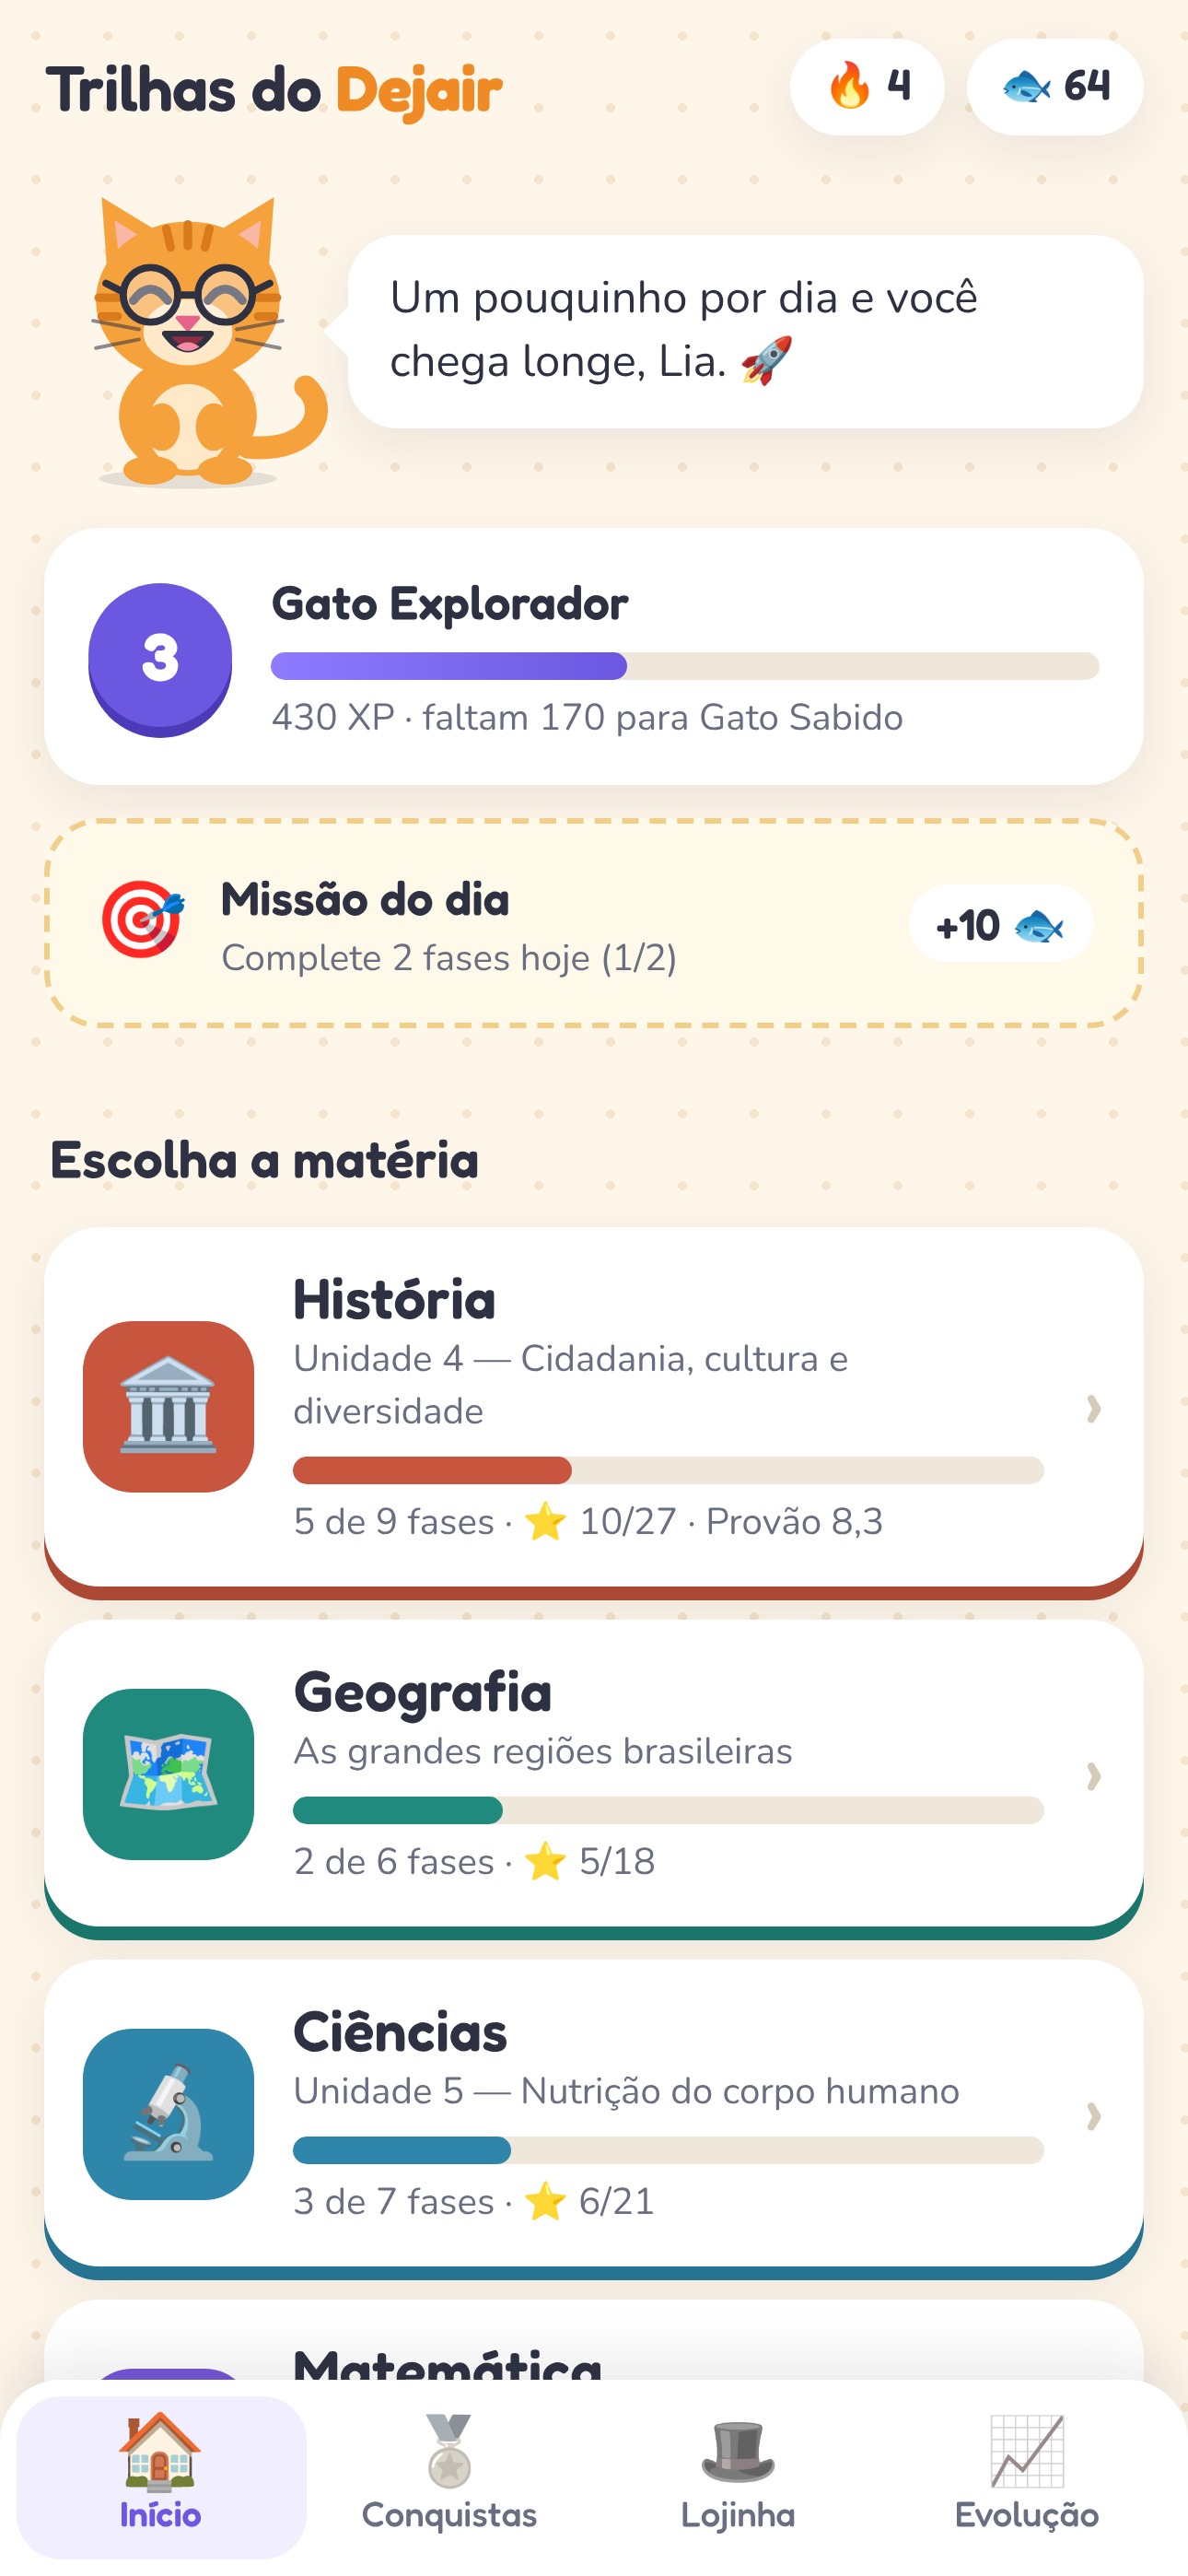 Trilhas do Dejair
🔥 4
🐟 64
Um pouquinho por dia e você
chega longe, Lia. 🚀
3
Gato Explorador
430 XP · faltam 170 para Gato Sabido
Missão do dia
Complete 2 fases hoje (1/2)
+10 🐟
Escolha a matéria
História
Unidade 4 — Cidadania, cultura e
diversidade
5 de 9 fases · ⭐ 10/27 · Provão 8,3
Geografia
As grandes regiões brasileiras
2 de 6 fases · ⭐ 5/18
Ciências
Unidade 5 — Nutrição do corpo humano
3 de 7 fases · ⭐ 6/21
Matemática
Início
Conquistas
Lojinha
Evolução